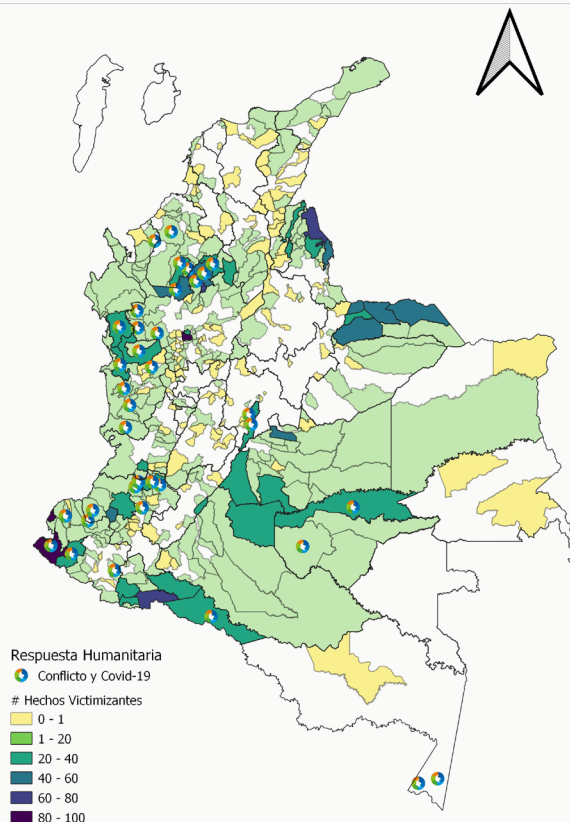 Respuesta Humanitaria
Conflicto y Covid-19
# Hechos Victimizantes
0 - 1
1 - 20
20 - 40
40 - 60
60 - 80
80 - 100